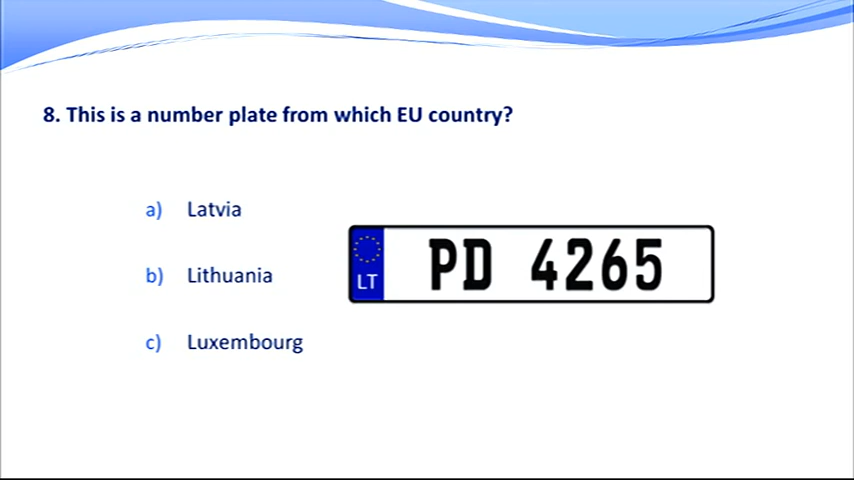 8. This is a number plate from which EU country?
a) Latvia
b) Lithuania
c) Luxembourg
LT
PD 4265